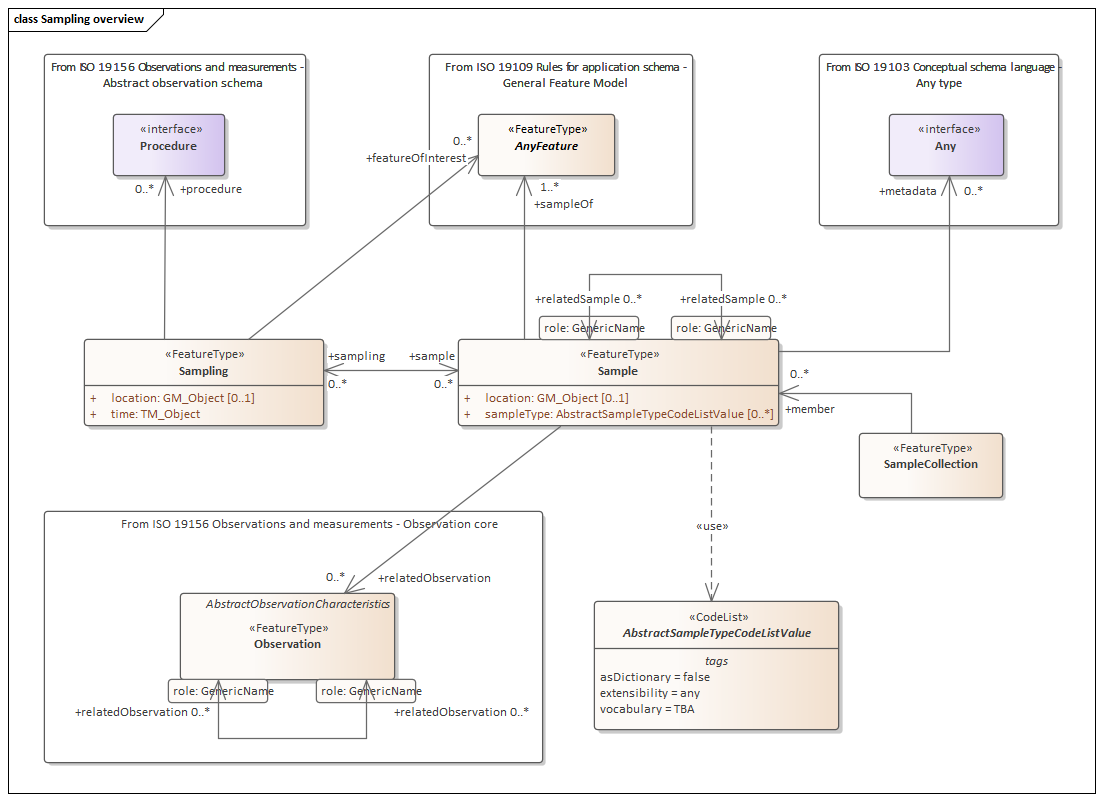 class Sampling overview
From ISO 19156 Observations and measurements -
Abstract observation schema
«interface»
Procedure
0..*
+procedure
From ISO 19109 Rules for application schema -
General Feature Model
«FeatureType»
AnyFeature
0..*
+featureOfInterest
1..*
+sampleOf
From ISO 19103 Conceptual schema language -
Any type
«interface»
Any
+metadata
0..*
+relatedSample 0..*
+relatedSample 0..*
role: GenericName
role: GenericName
«FeatureType»
Sampling
+ location: GM_Object [0..1]
+ time: TM_Object
+sampling
0..*
+sample
0..*
«FeatureType»
Sample
+ location: GM_Object [0..1]
+ sampleType: AbstractSampleTypeCodeListValue [0..*]
0..*
+member
«FeatureType»
SampleCollection
«use»
From ISO 19156 Observations and measurements - Observation core
0..*
+relatedObservation
AbstractObservationCharacteristics
«FeatureType»
Observation
role: GenericName
role: GenericName
+relatedObservation 0..*
+relatedObservation 0..*
«CodeList»
AbstractSampleTypeCodeListValue
tags
asDictionary = false
extensibility = any
vocabulary = TBA